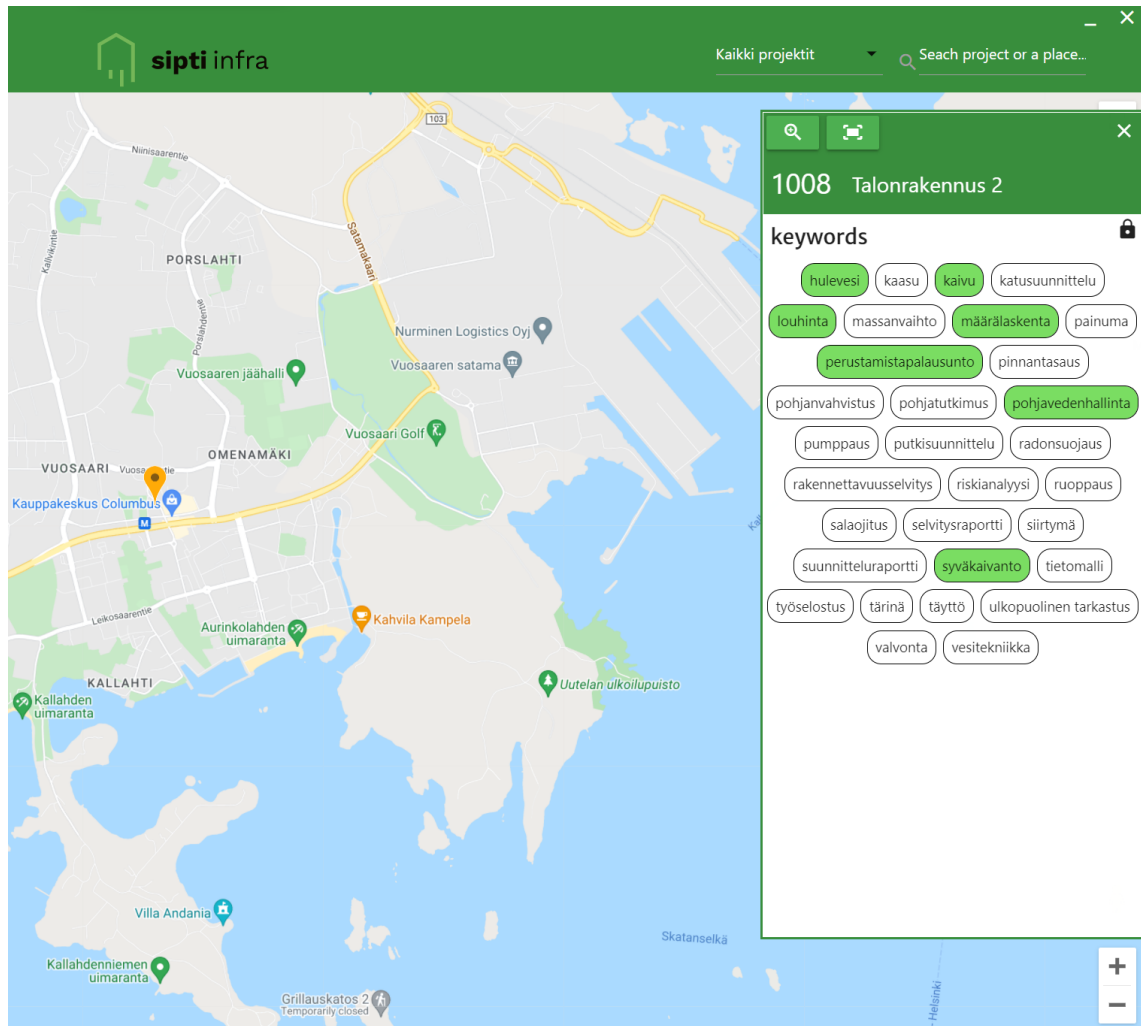 sipti infra
Kaikki projektit
Seach project or a place...
1008 Talonrakennus 2
keywords
hulevesi kaasu kaivu katusuunnittelu
louhinta massanvaihto määrälaskenta painuma
perustamistapalausunto pinnantasaus
pohjanvahvistus pohjatutkimus pohjavedenhallinta
pumppaus putkisuunnittelu radonsuojaus
rakennettavuusselvitys riskianalyysi ruoppaus
salaojitus selvitysraportti siirtymä
suunnitteluraportti syväkaivanto tietomalli
työselostus tärinä täyttö ulkopuolinen tarkastus
valvonta vesitekniikka
103
Niinisaarentie
Kallvikintie
PORSLAHTI
Satamakaari
Porslahdentie
Nurminen Logistics Oyj
Vuosaaren satama
Vuosaaren jäähalli
Vuosaari Golf
OMENAMÄKI
VUOSAARI
Kauppakeskus Columbus
M
Leikosaarentie
Kahvila Kampela
Aurinkolahden
uimaranta
KALLAHTI
Kallahden
uimaranta
Uutelan ulkoilupuisto
Villa Andania
Skatanselkä
Kallahdenniemen
uimaranta
Grillauskatos 2
Temporarily closed
Helsinki